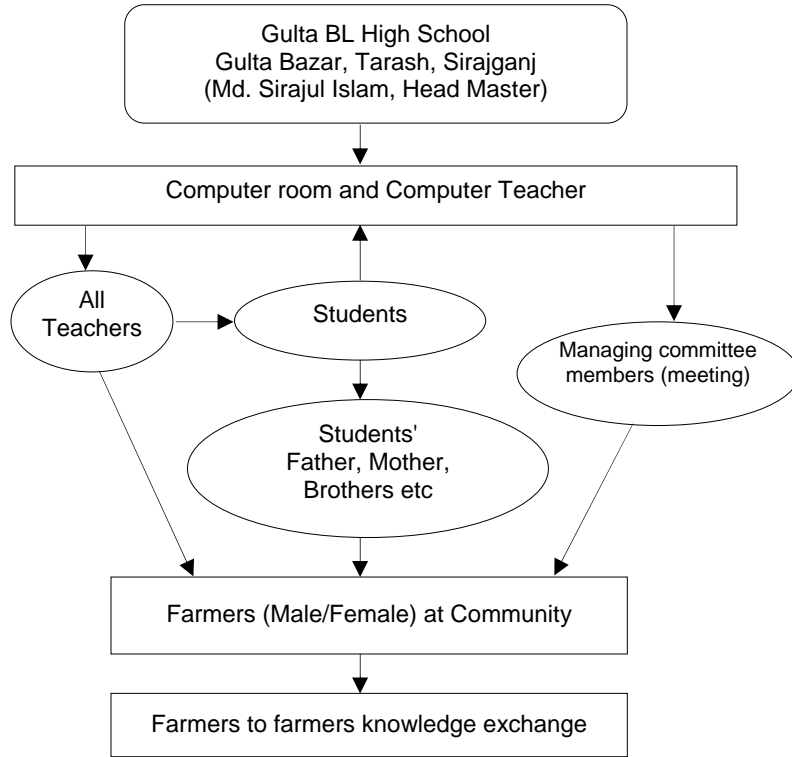 Gulta BL High School
Gulta Bazar, Tarash, Sirajganj
(Md. Sirajul Islam, Head Master)
Computer room and Computer Teacher
All
Teachers
Students
Managing committee
members (meeting)
Students'
Father, Mother,
Brothers etc
Farmers (Male/Female) at Community
Farmers to farmers knowledge exchange